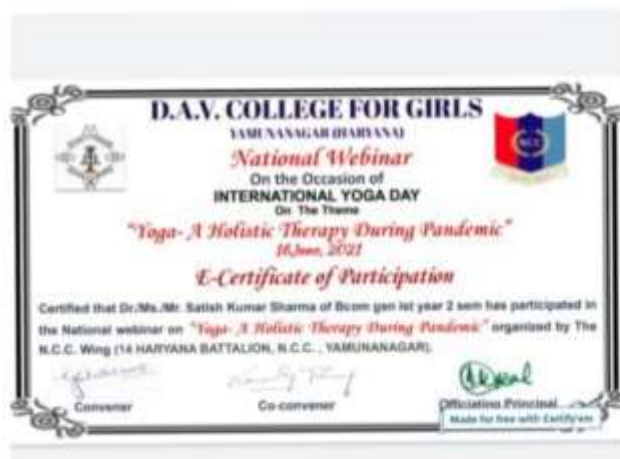 D.A.V. COLLEGE FOR GIRLS
YAMUNANAGAR (HARYANA)
National Webinar
NCC
On the Occasion of
INTERNATIONAL YOGA DAY
On The Theme
"Yoga- A Holistic Therapy During Pandemic"
16June, 2021
E-Certificate of Participation
Certified that Dr./Ms./Mr. Satish Kumar Sharma of Bcom gen Ist year 2 sem has participated in
the National webinar on "Yoga- A Holistic Therapy During Pandemic" organized by The
N.C.C. Wing (14 HARYANA BATTALION, N.C.C. , YAMUNANAGAR).
Convener
Co-convener
Officiating Principal
Made for free with Certify'em